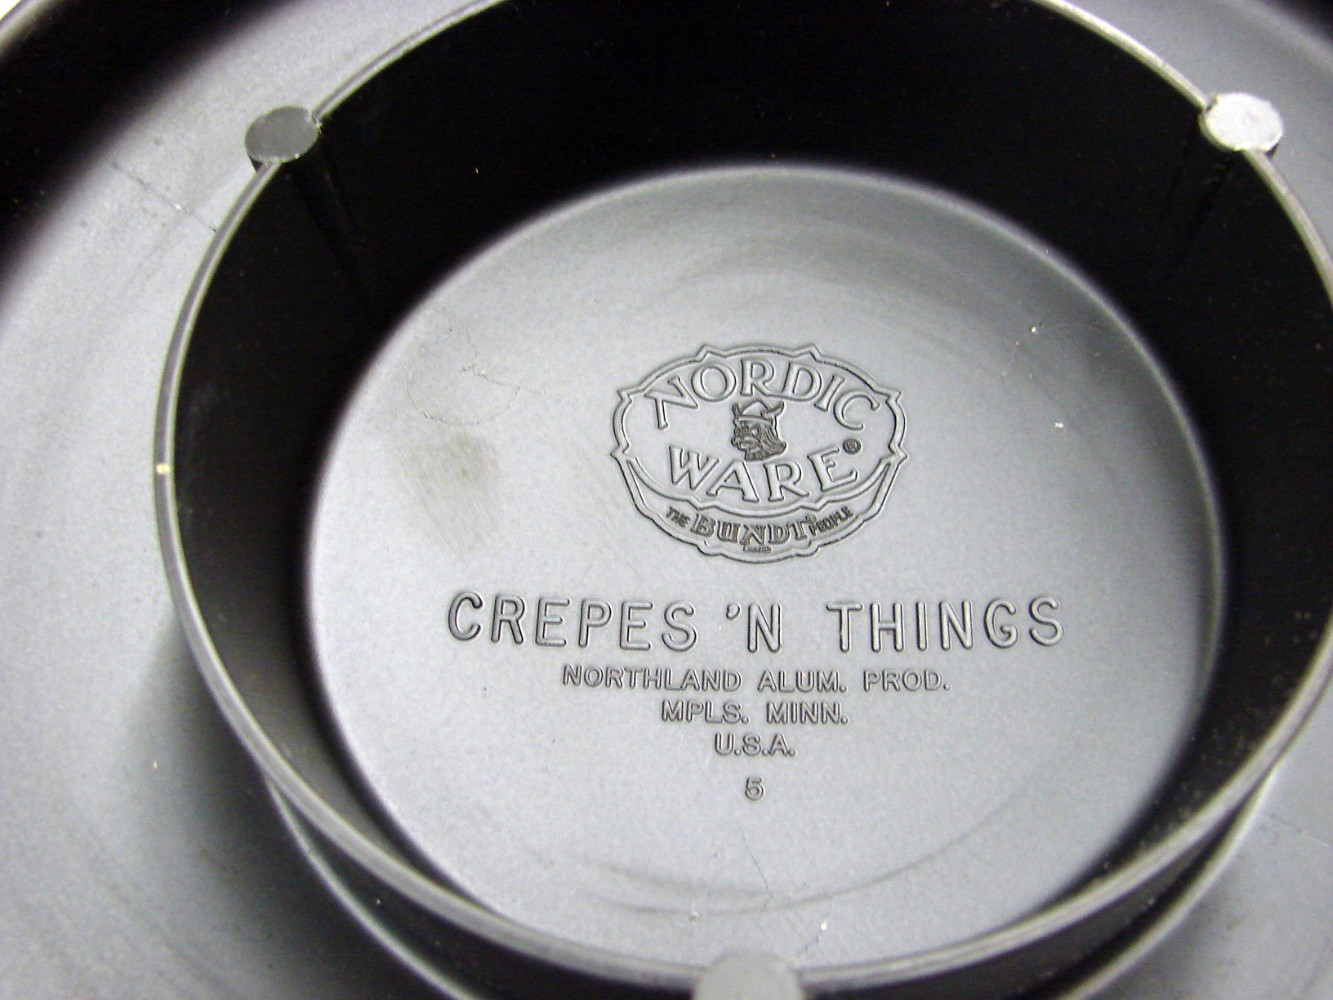 NORDIC
WARE®
THE BUNDT® PEOPLE
CREPES 'N THINGS
NORTHLAND ALUM. PROD.
MPLS. MINN.
U.S.A.
5